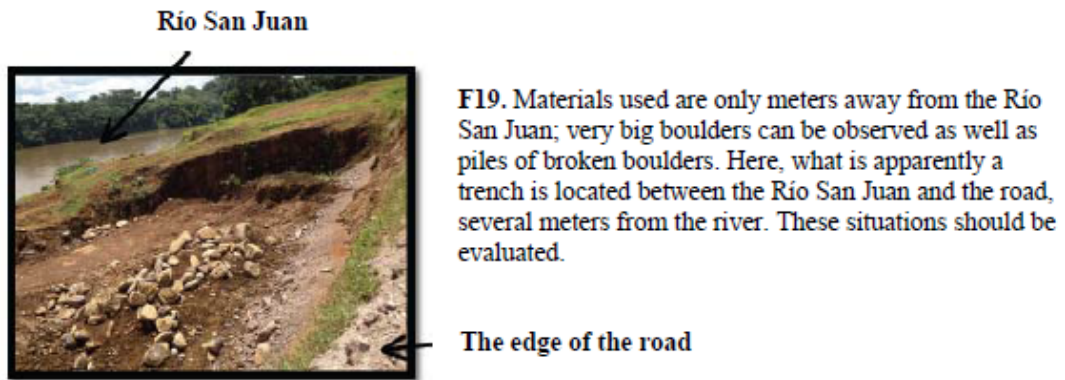 Río San Juan
F19. Materials used are only meters away from the Río
San Juan; very big boulders can be observed as well as
piles of broken boulders. Here, what is apparently a
trench is located between the Río San Juan and the road,
several meters from the river. These situations should be
evaluated.
The edge of the road